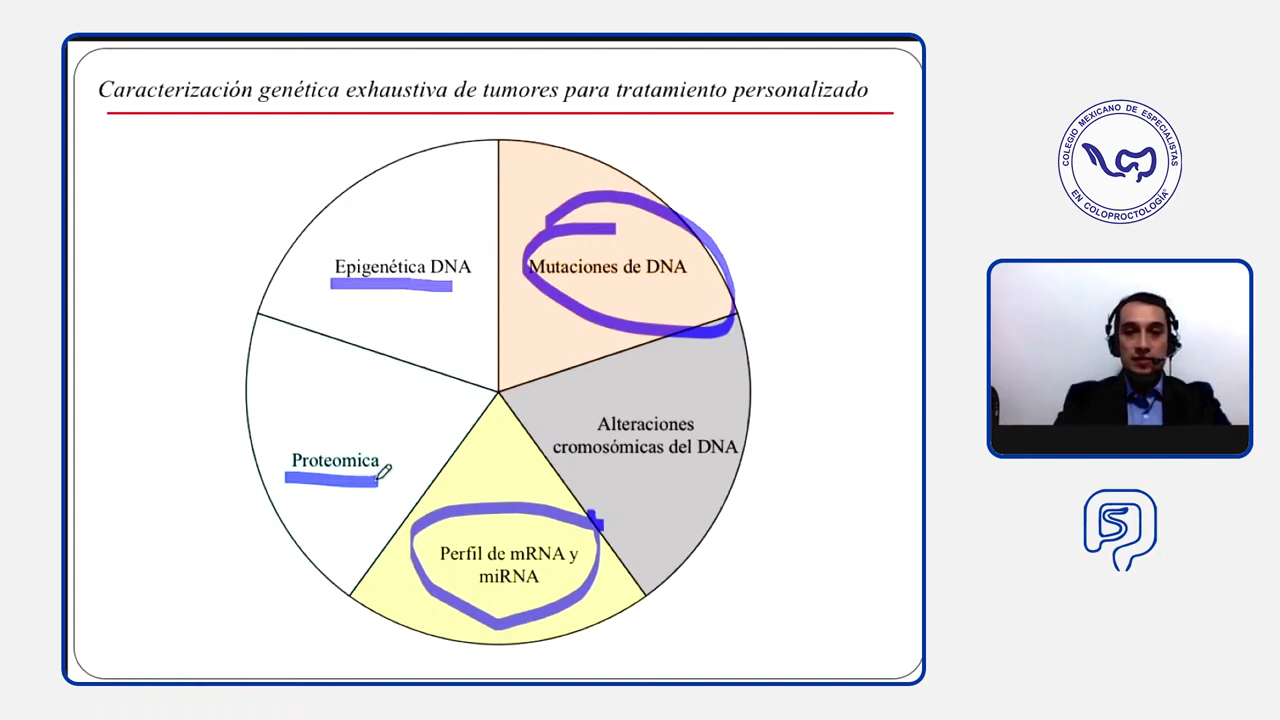 Caracterización genética exhaustiva de tumores para tratamiento personalizado
Epigenética DNA
Mutaciones de DNA
Alteraciones
cromosómicas del DNA
Proteomica
Perfil de mRNA y
miRNA
COLEGIO MEXICANO DE ESPECIALISTAS
EN COLOPROCTOLOGÍA